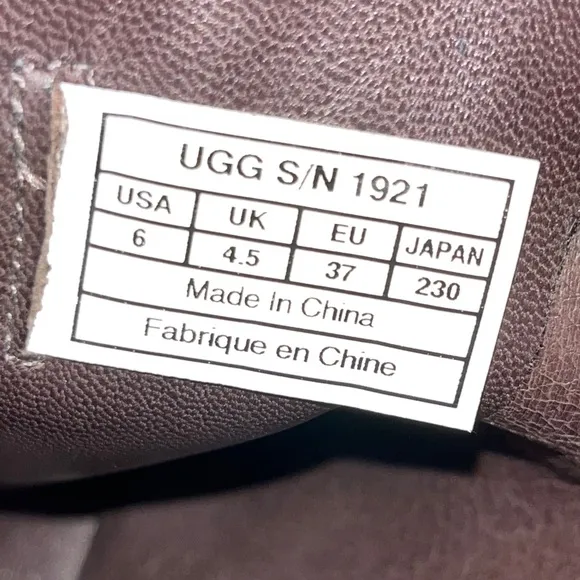 UGG S/N 1921
USA UK EU JAPAN
6 4.5 37 230
Made In China
Fabrique en Chine